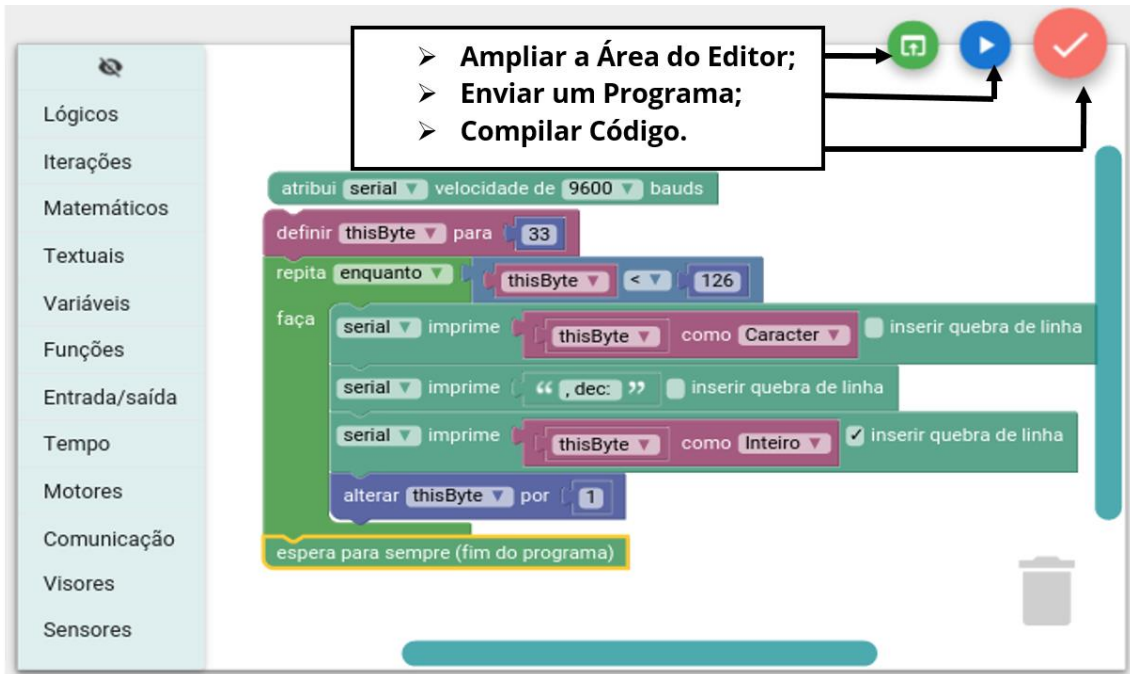 ➢ Ampliar a Área do Editor;
➢ Enviar um Programa;
➢ Compilar Código.
Lógicos
Iterações
Matemáticos
Textuais
Variáveis
Funções
Entrada/saída
Tempo
Motores
Comunicação
Visores
Sensores
atribui serial ▼ velocidade de 9600 ▼ bauds
definir thisByte ▼ para 33
repita enquanto ▼ thisByte ▼ < ▼ 126
faça serial ▼ imprime thisByte ▼ como Caracter ▼ inserir quebra de linha
serial ▼ imprime “ , dec: ” inserir quebra de linha
serial ▼ imprime thisByte ▼ como Inteiro ▼ ✓ inserir quebra de linha
alterar thisByte ▼ por 1
espera para sempre (fim do programa)